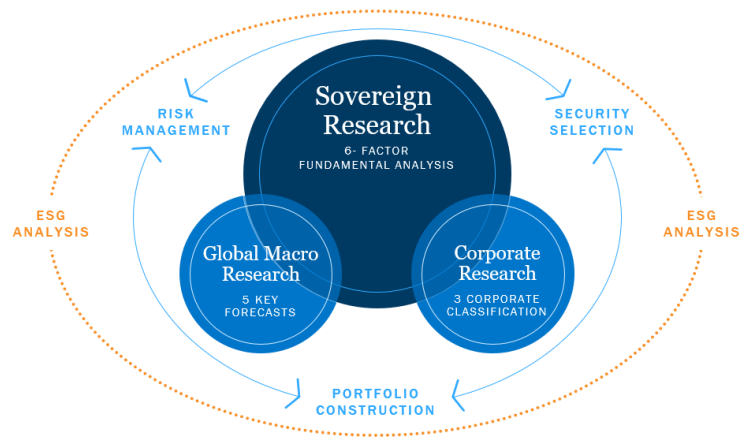 Sovereign
Research
6- FACTOR
FUNDAMENTAL ANALYSIS
RISK
MANAGEMENT
SECURITY
SELECTION
ESG
ANALYSIS
ESG
ANALYSIS
Global Macro
Research
5 KEY
FORECASTS
Corporate
Research
3 CORPORATE
CLASSIFICATION
PORTFOLIO
CONSTRUCTION